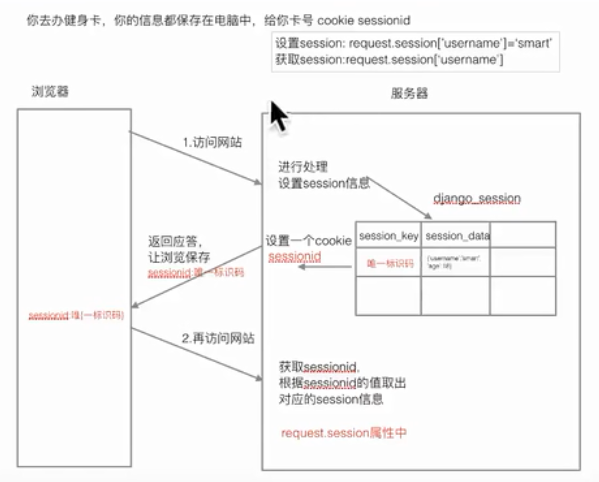 你去办健身卡，你的信息都保存在电脑中，给你卡号 cookie sessionid
设置session: request.session['username']='smart'
获取session:request.session['username']
浏览器
服务器
1.访问网站
进行处理
设置session信息
django_session
session_key
session_data
唯一标识码
{'username':'smart',
'age': 18}
设置一个cookie
sessionid
返回应答，
让浏览保存
sessionid:唯一标识码
sessionid:唯(一标识码)
2.再访问网站
获取sessionid,
根据sessionid的值取出
对应的session信息
request.session属性中